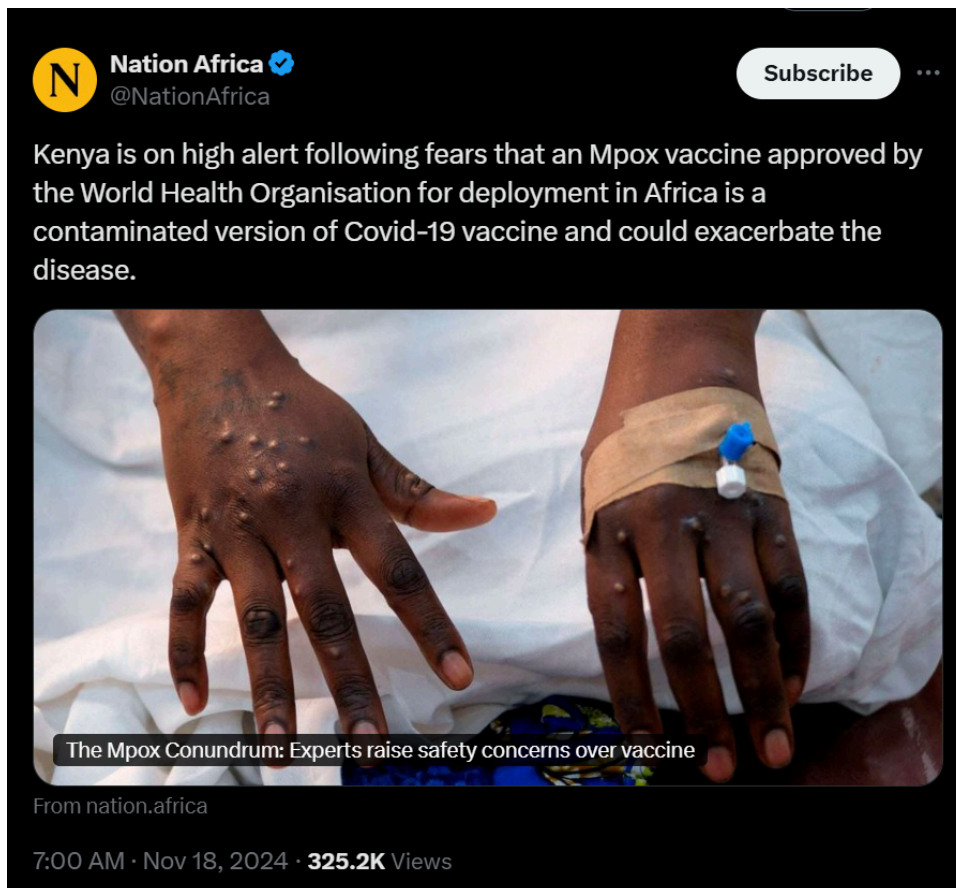 N
Nation Africa
@NationAfrica
Subscribe
Kenya is on high alert following fears that an Mpox vaccine approved by
the World Health Organisation for deployment in Africa is a
contaminated version of Covid-19 vaccine and could exacerbate the
disease.
The Mpox Conundrum: Experts raise safety concerns over vaccine
From nation.africa
7:00 AM · Nov 18, 2024 · 325.2K Views